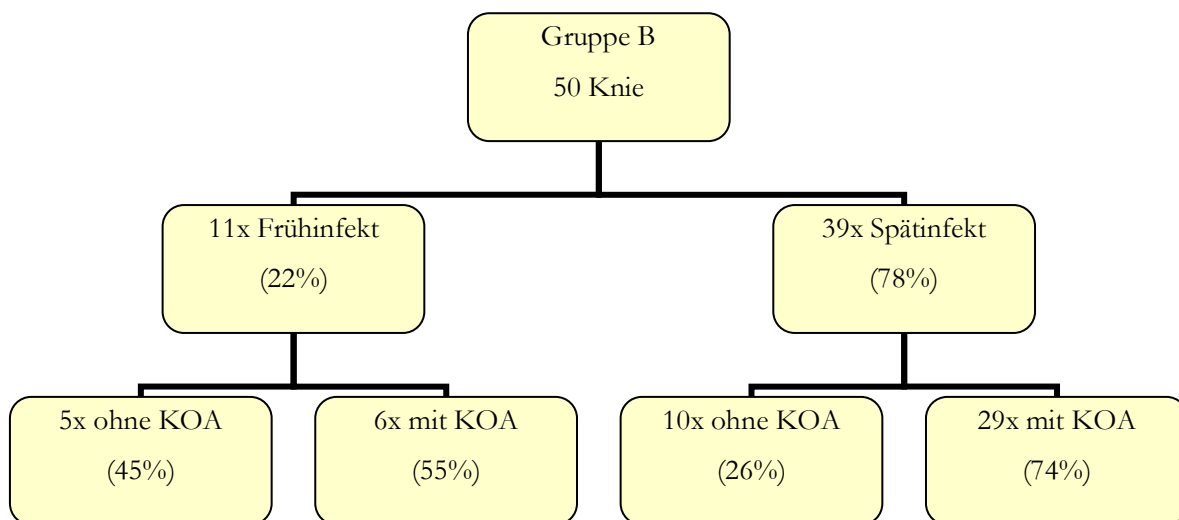 Gruppe B
50 Knie
11x Frühinfekt
(22%)
39x Spätinfekt
(78%)
5x ohne KOA
(45%)
6x mit KOA
(55%)
10x ohne KOA
(26%)
29x mit KOA
(74%)